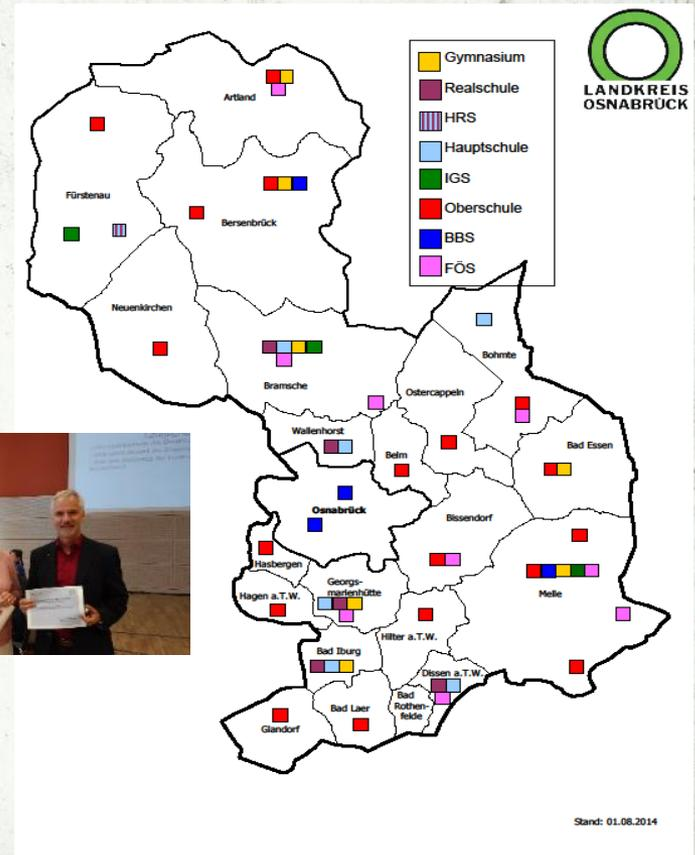 Gymnasium
Realschule
HRS
Hauptschule
IGS
Oberschule
BBS
FÖS
LANDKREIS
OSNABRÜCK
Artland
Fürstenau
Bersenbrück
Neuenkirchen
Bohmte
Bramsche
Ostercappeln
Wallenhorst
Belm
Bad Essen
Osnabrück
Bissendorf
Hasbergen
Georgs-
marienhütte
Hagen a.T.W.
Melle
Hilter a.T.W.
Bad Iburg
Dissen a.T.W.
Bad
Rothen-
felde
Bad Laer
Glandorf
Stand: 01.08.2014